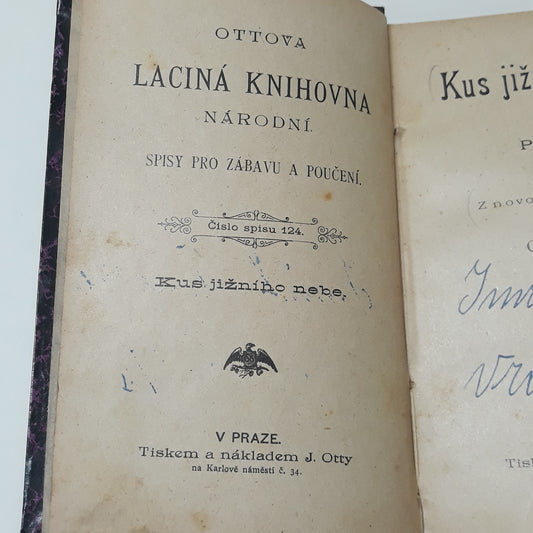 OTTOVA
LACINÁ KNIHOVNA
NÁRODNÍ.
SPISY PRO ZÁBAVU A POUČENÍ.
Číslo spisu 124.
Kus jižního nebe.
V PRAZE.
Tiskem a nákladem J. Otty
na Karlově náměstí č. 34.
Kus již
P
Z novo